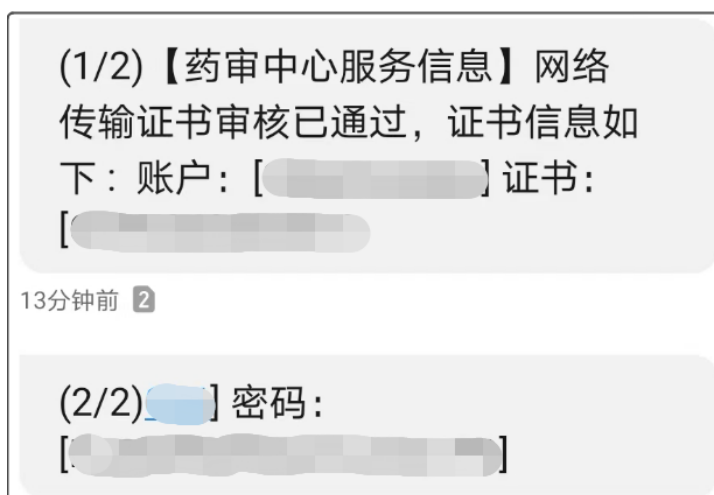 (1/2)【药审中心服务信息】网络
传输证书审核已通过，证书信息如
下：账户：[ ] 证书：
[
13分钟前 2
(2/2) ] 密码：
[ ]